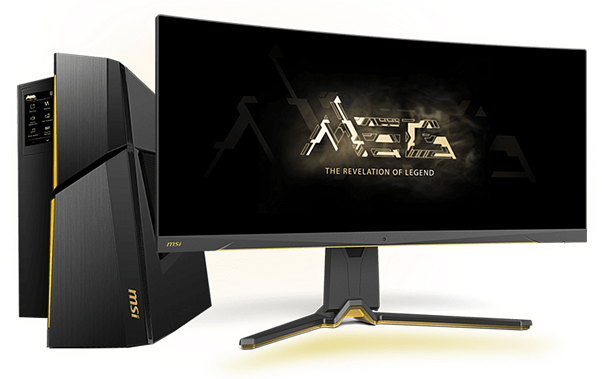 MEG
THE REVELATION OF LEGEND
msi
msi